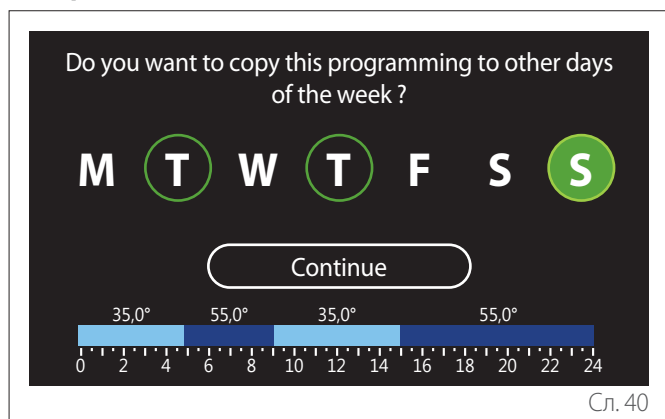 Do you want to copy this programming to other days
of the week ?
M T W T F S S
Continue
35,0° 55,0° 35,0° 55,0°
0 2 4 6 8 10 12 14 16 18 20 22 24
Сл. 40